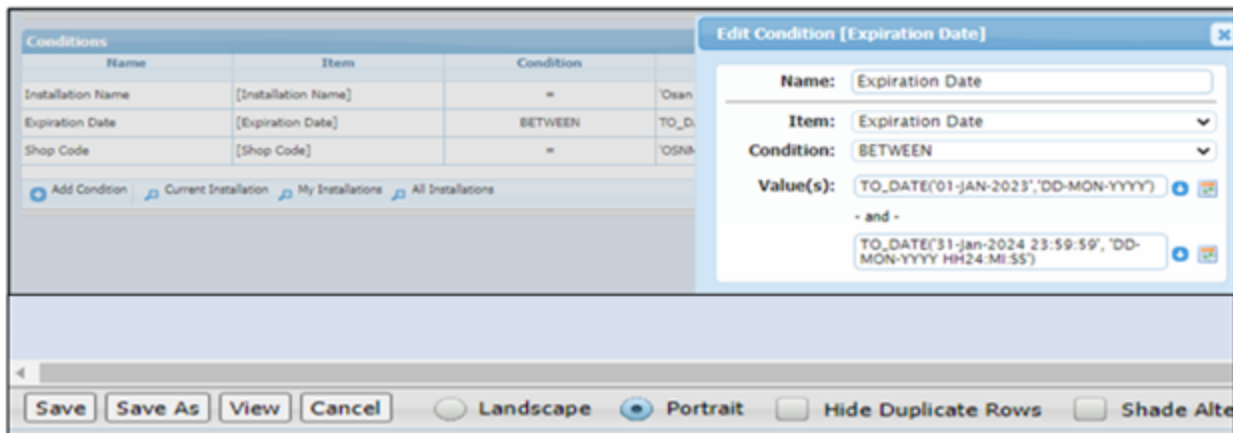 Conditions
Name Item Condition
Installation Name [Installation Name] = 'Osan
Expiration Date [Expiration Date] BETWEEN TO_DA
Shop Code [Shop Code] = 'OSNM
Add Condition Current Installation My Installations All Installations
Edit Condition [Expiration Date]
Name: Expiration Date
Item: Expiration Date
Condition: BETWEEN
Value(s): TO_DATE('01-JAN-2023','DD-MON-YYYY')
- and -
TO_DATE('31-Jan-2024 23:59:59', 'DD-
MON-YYYY HH24:MI:SS')
Save Save As View Cancel Landscape Portrait Hide Duplicate Rows Shade Alte